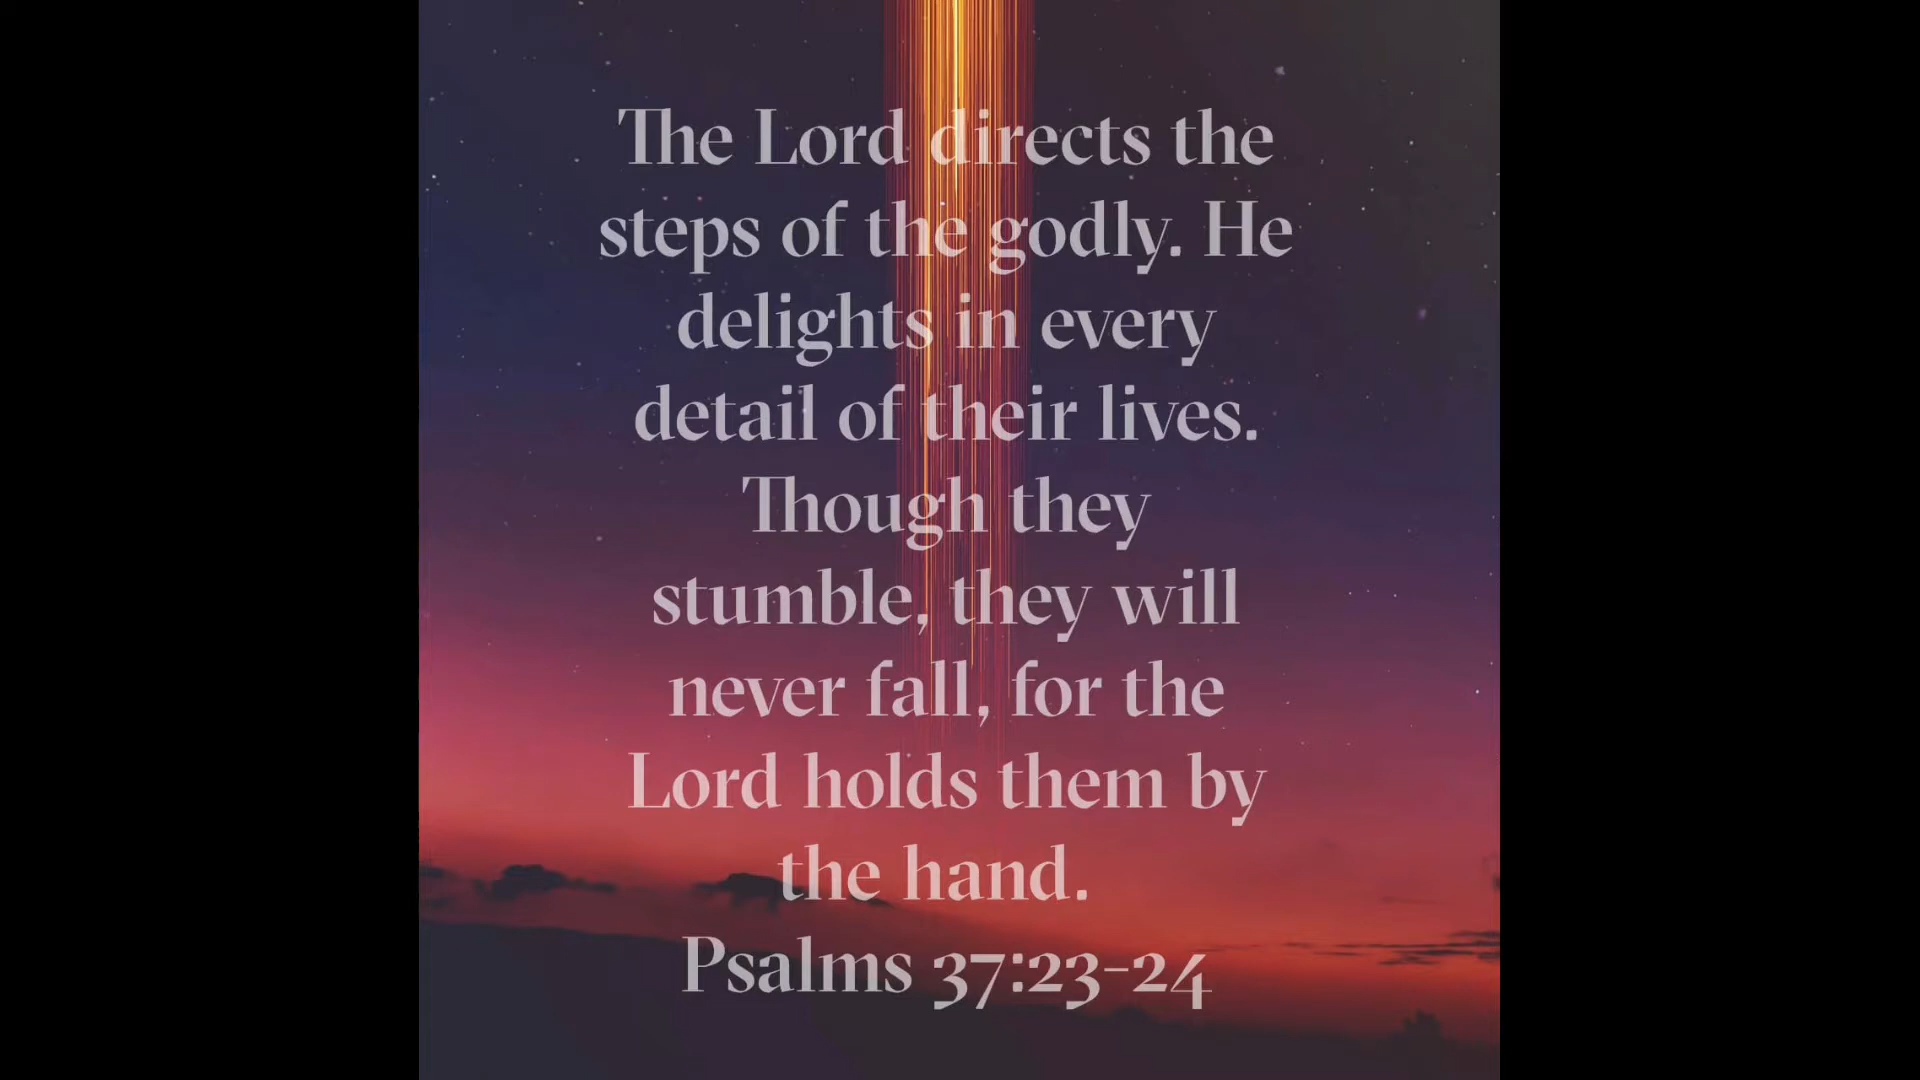 The Lord directs the
steps of the godly. He
delights in every
detail of their lives.
Though they
stumble, they will
never fall, for the
Lord holds them by
the hand.
Psalms 37:23-24